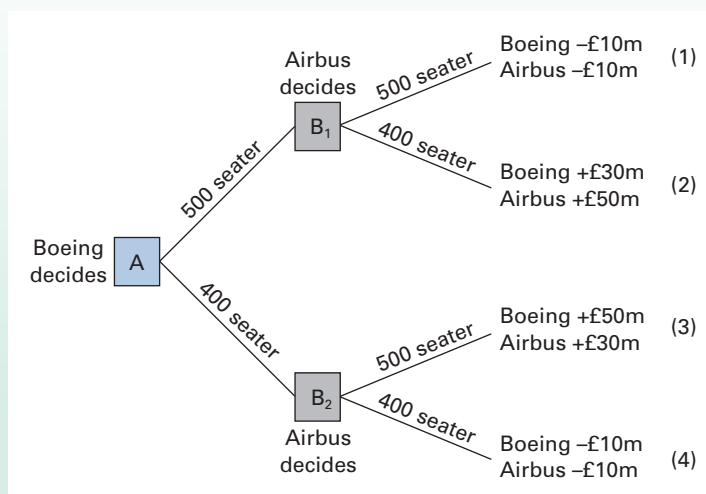 Airbus
decides
500 seater
Boeing –£10m
Airbus –£10m
(1)
B₁
400 seater
Boeing +£30m
Airbus +£50m
(2)
500 seater
Boeing
decides
A
400 seater
500 seater
Boeing +£50m
Airbus +£30m
(3)
B₂
400 seater
Airbus
decides
Boeing –£10m
Airbus –£10m
(4)